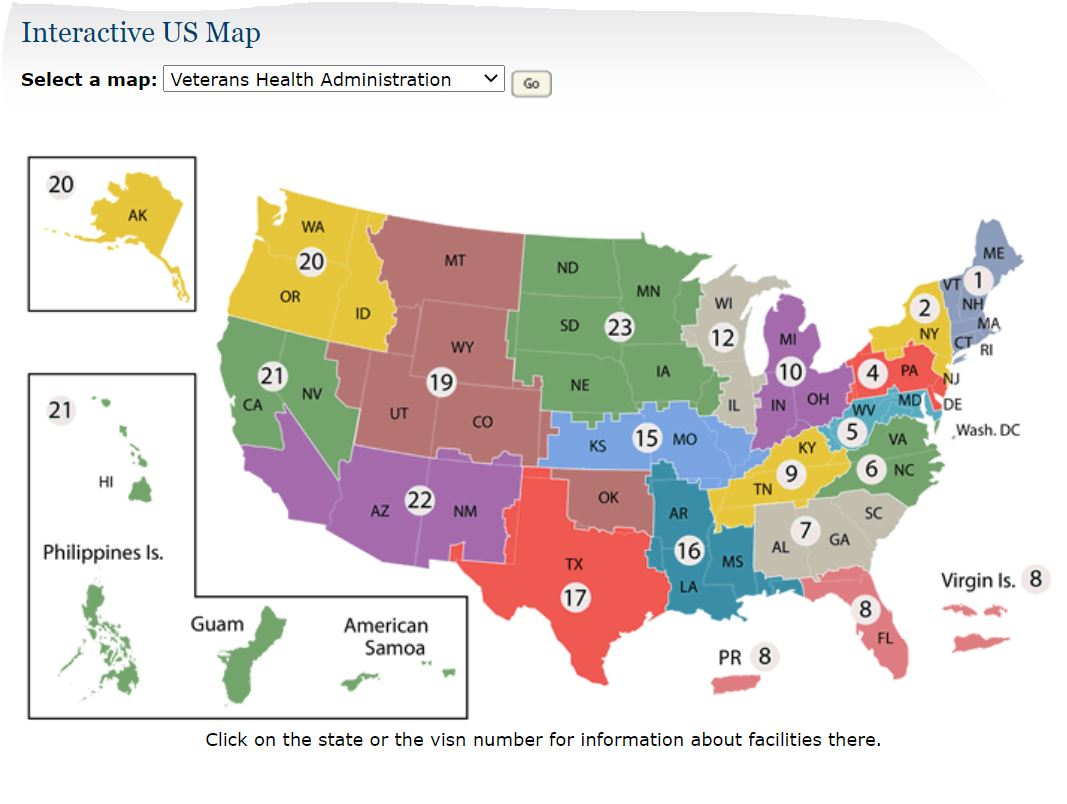 Interactive US Map
Select a map: Veterans Health Administration Go
20
AK
21
HI
Philippines Is.
Guam
American
Samoa
WA
20
OR
ID
MT
WY
19
UT
CO
21
NV
CA
AZ
22
NM
ND
MN
SD
23
NE
IA
WI
12
IL
MI
10
IN
OH
KS
15
MO
OK
TX
17
AR
16
LA
MS
KY
9
TN
7
AL
GA
SC
WV
5
MD
VA
6
NC
4
PA
NJ
DE
Wash. DC
2
NY
ME
VT
1
NH
MA
CT
RI
8
FL
PR 8
Virgin Is. 8
Click on the state or the visn number for information about facilities there.